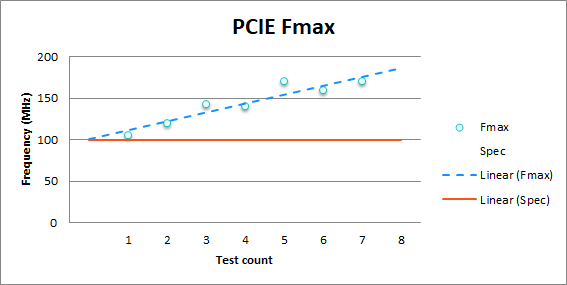 PCIE Fmax
Frequency (MHz)
200
150
100
50
0
1 2 3 4 5 6 7 8
Test count
Fmax
Spec
Linear (Fmax)
Linear (Spec)